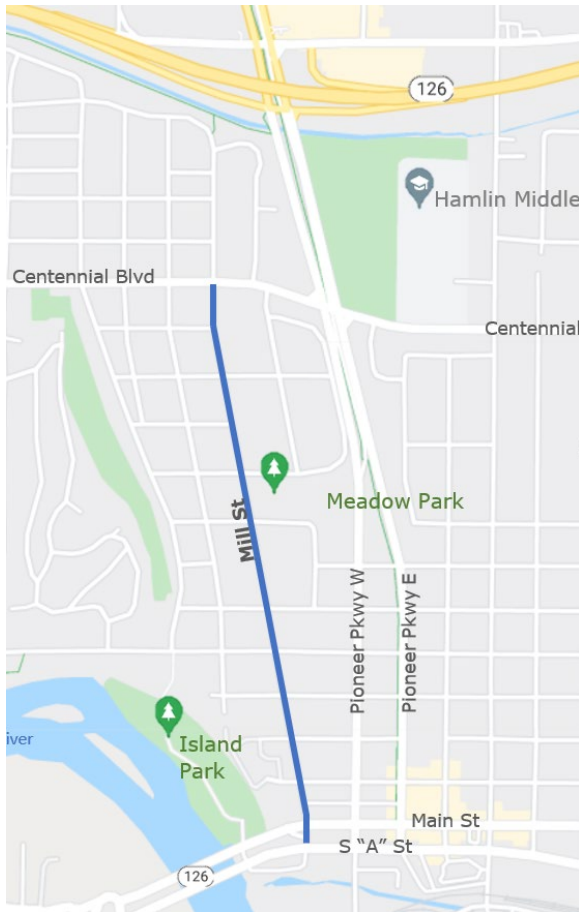 126
Hamlin Middle
Centennial Blvd
Centennial
Meadow Park
Mill St
Pioneer Pkwy W
Pioneer Pkwy E
iver
Island
Park
Main St
S “A” St
126